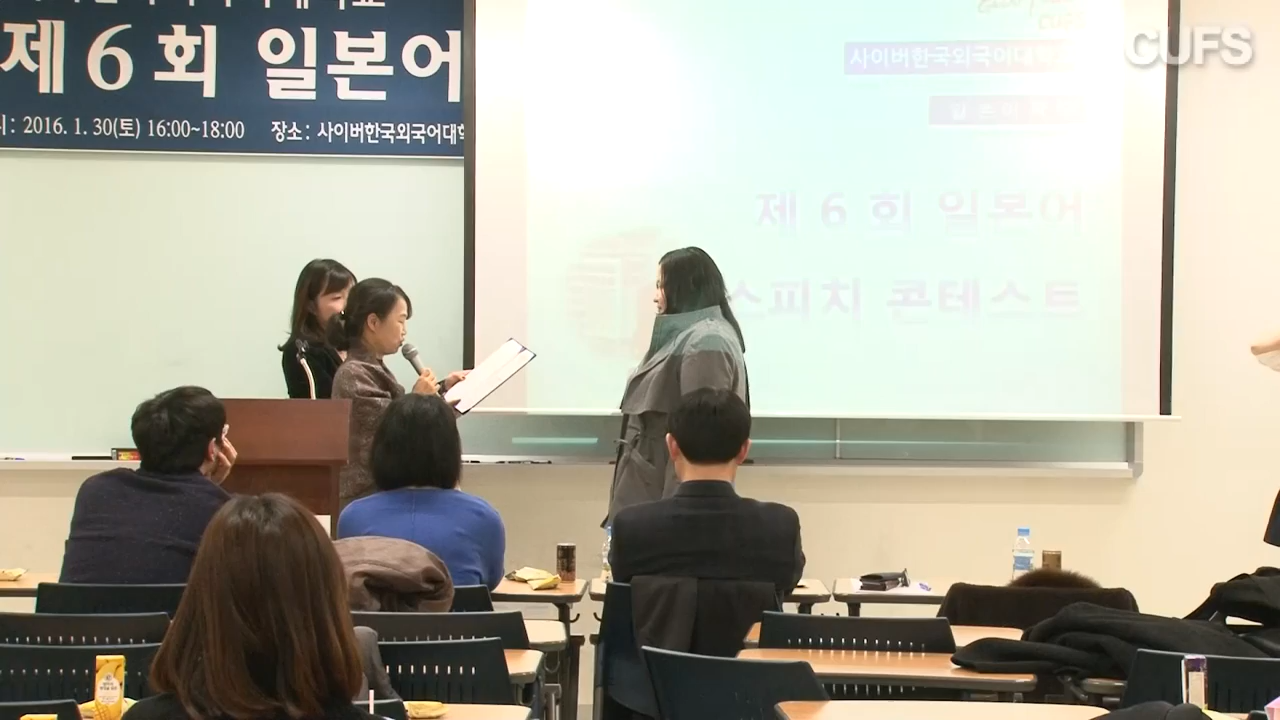 제 6 회 일본어
: 2016. 1. 30(토) 16:00~18:00 장소 : 사이버한국외국어대학
CUFS
사이버한국외국어대학
제 6 회 일본어
스피치 콘테스트